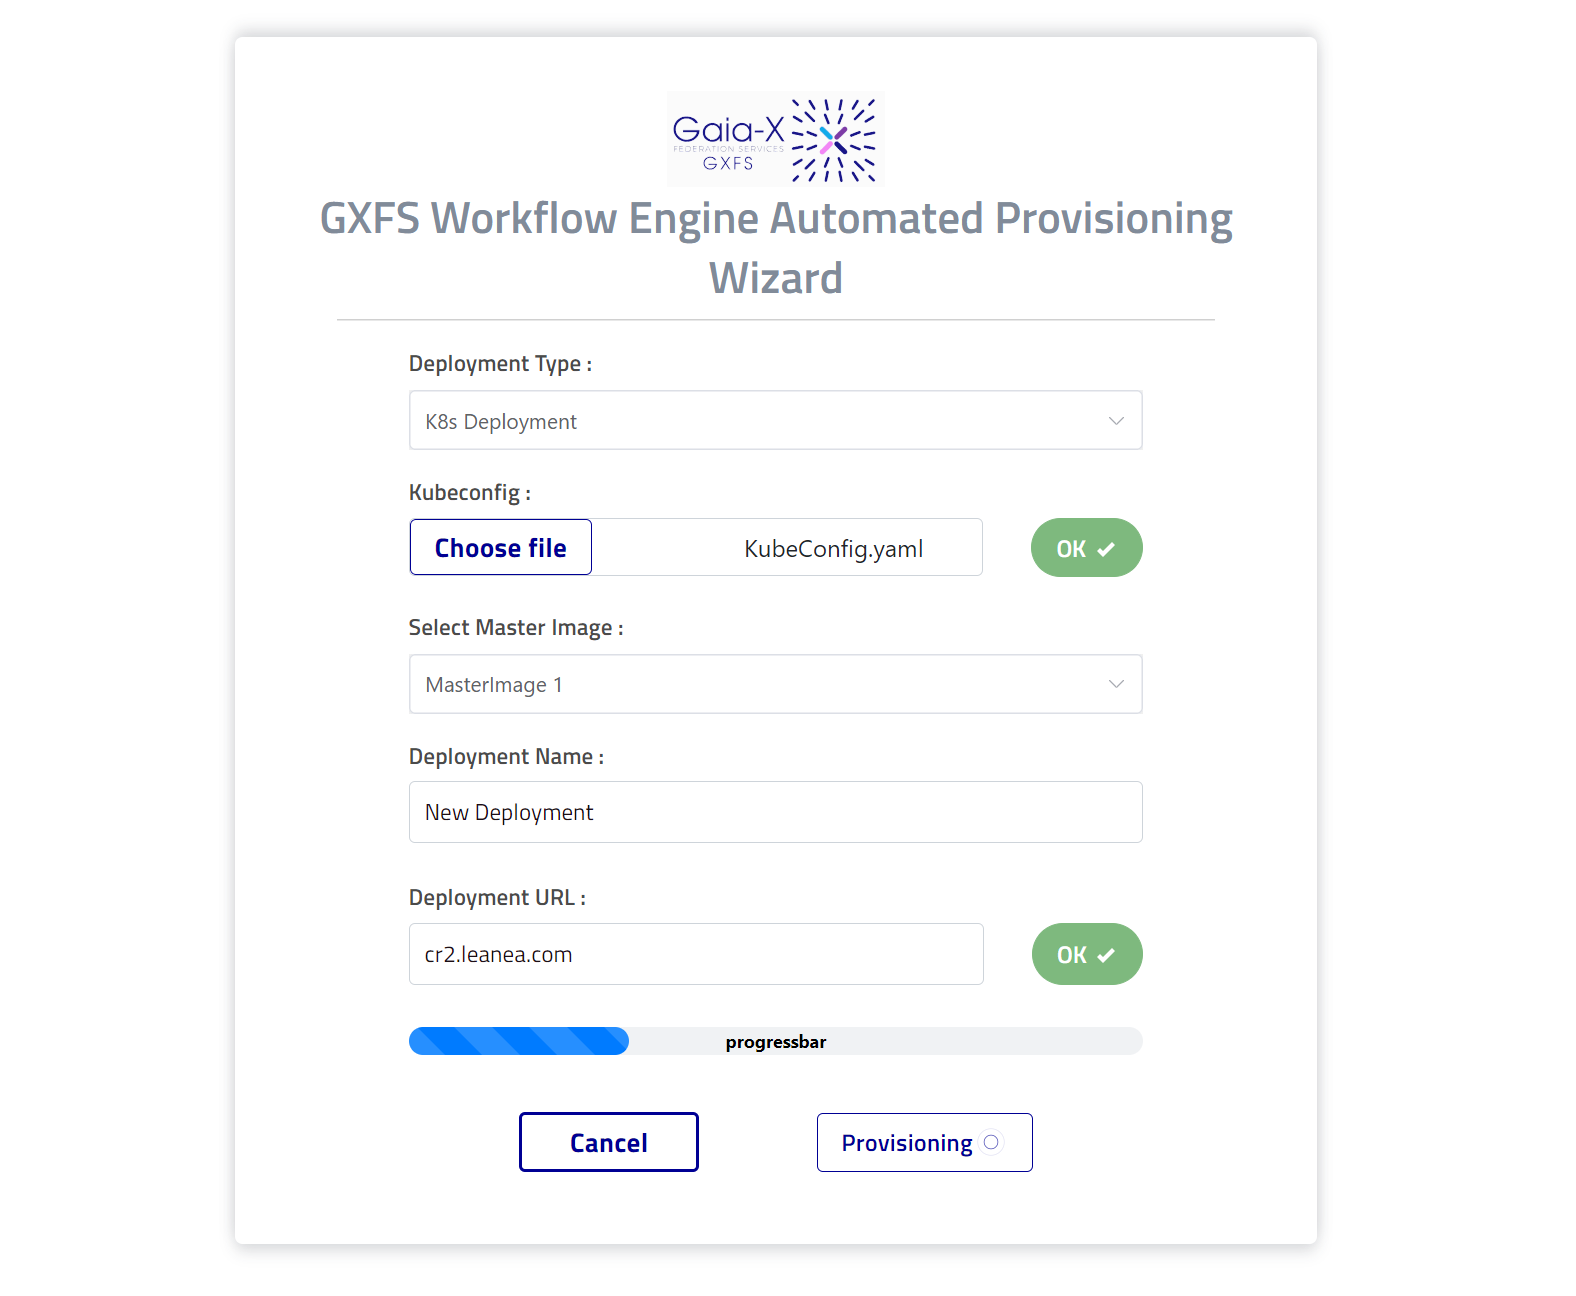 Gaia-X
FEDERATION SERVICES
GXFS
GXFS Workflow Engine Automated Provisioning
Wizard
Deployment Type :
K8s Deployment
Kubeconfig :
Choose file
KubeConfig.yaml
OK
Select Master Image :
MasterImage 1
Deployment Name :
New Deployment
Deployment URL :
cr2.leanea.com
OK
progressbar
Cancel
Provisioning